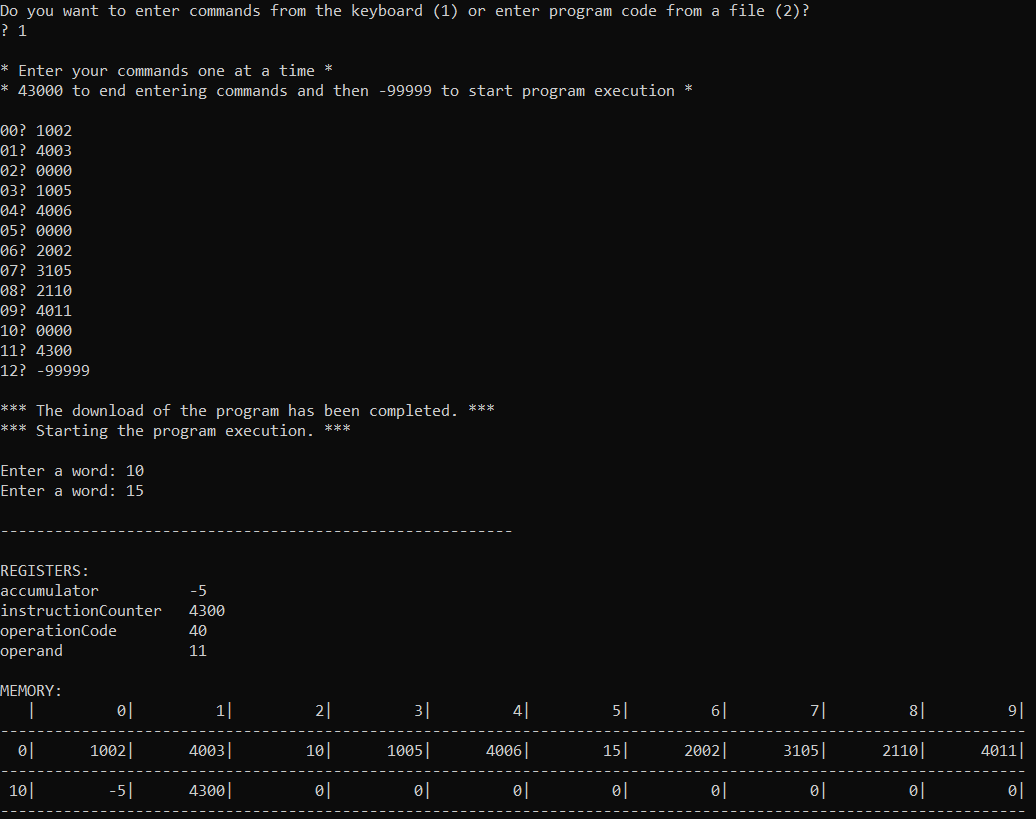 Do you want to enter commands from the keyboard (1) or enter program code from a file (2)?
? 1
* Enter your commands one at a time *
* 43000 to end entering commands and then -99999 to start program execution *
00? 1002
01? 4003
02? 0000
03? 1005
04? 4006
05? 0000
06? 2002
07? 3105
08? 2110
09? 4011
10? 0000
11? 4300
12? -99999
*** The download of the program has been completed. ***
*** Starting the program execution. ***
Enter a word: 10
Enter a word: 15
---------------------------------------------------------
REGISTERS:
accumulator          -5
instructionCounter   4300
operationCode        40
operand              11
MEMORY:
   |         0|         1|         2|         3|         4|         5|         6|         7|         8|         9|
------------------------------------------------------------------------------------------------------------------
  0|      1002|      4003|        10|      1005|      4006|        15|      2002|      3105|      2110|      4011|
------------------------------------------------------------------------------------------------------------------
 10|        -5|      4300|         0|         0|         0|         0|         0|         0|         0|         0|
------------------------------------------------------------------------------------------------------------------